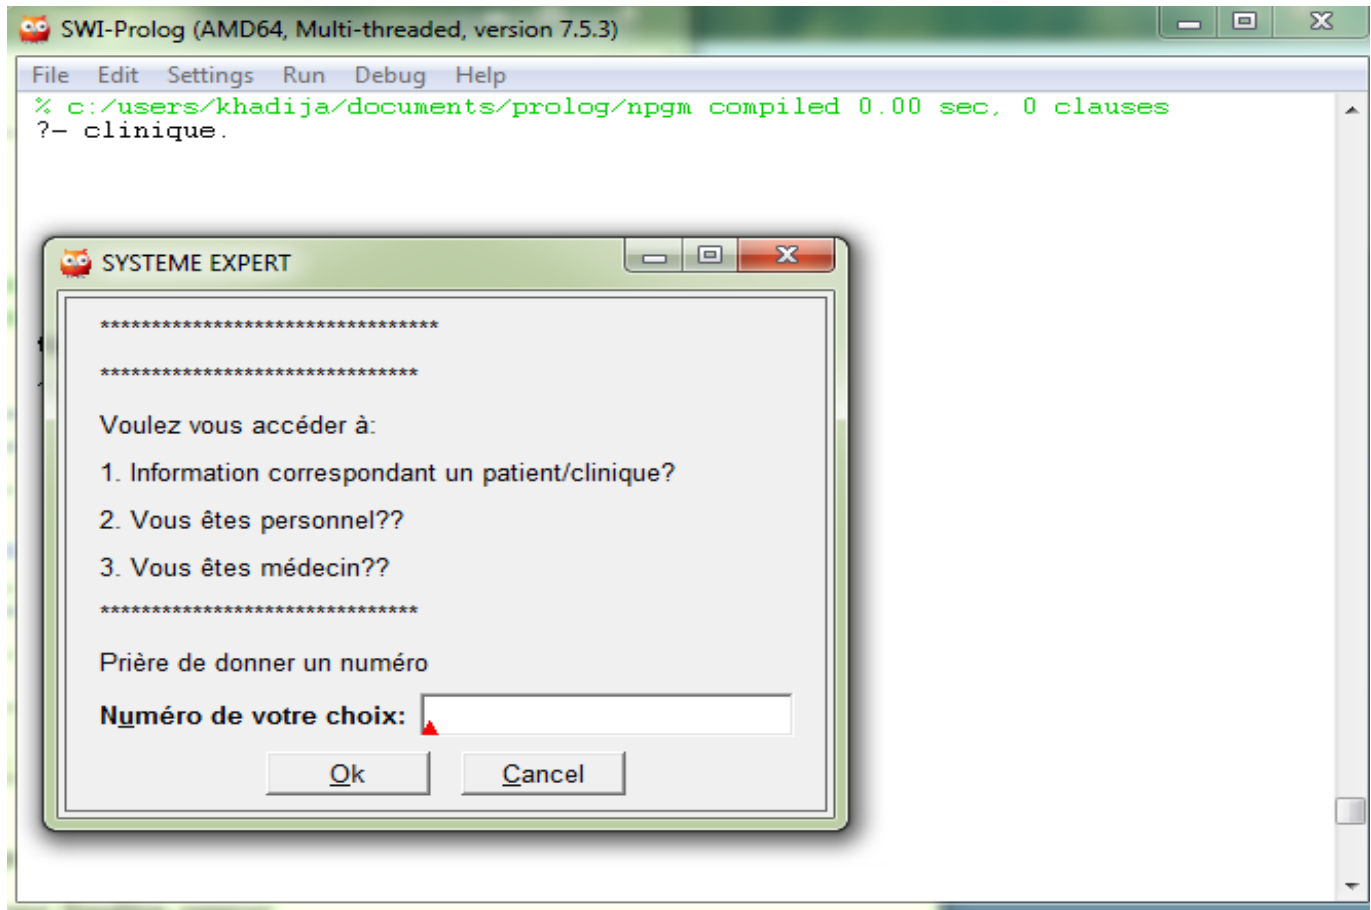 SWI-Prolog (AMD64, Multi-threaded, version 7.5.3)
File Edit Settings Run Debug Help
% c:/users/khadija/documents/prolog/npgm compiled 0.00 sec, 0 clauses
?- clinique.
SYSTEME EXPERT
*********************************
*******************************
Voulez vous accéder à:
1. Information correspondant un patient/clinique?
2. Vous êtes personnel??
3. Vous êtes médecin??
*******************************
Prière de donner un numéro
Numéro de votre choix:
Ok Cancel